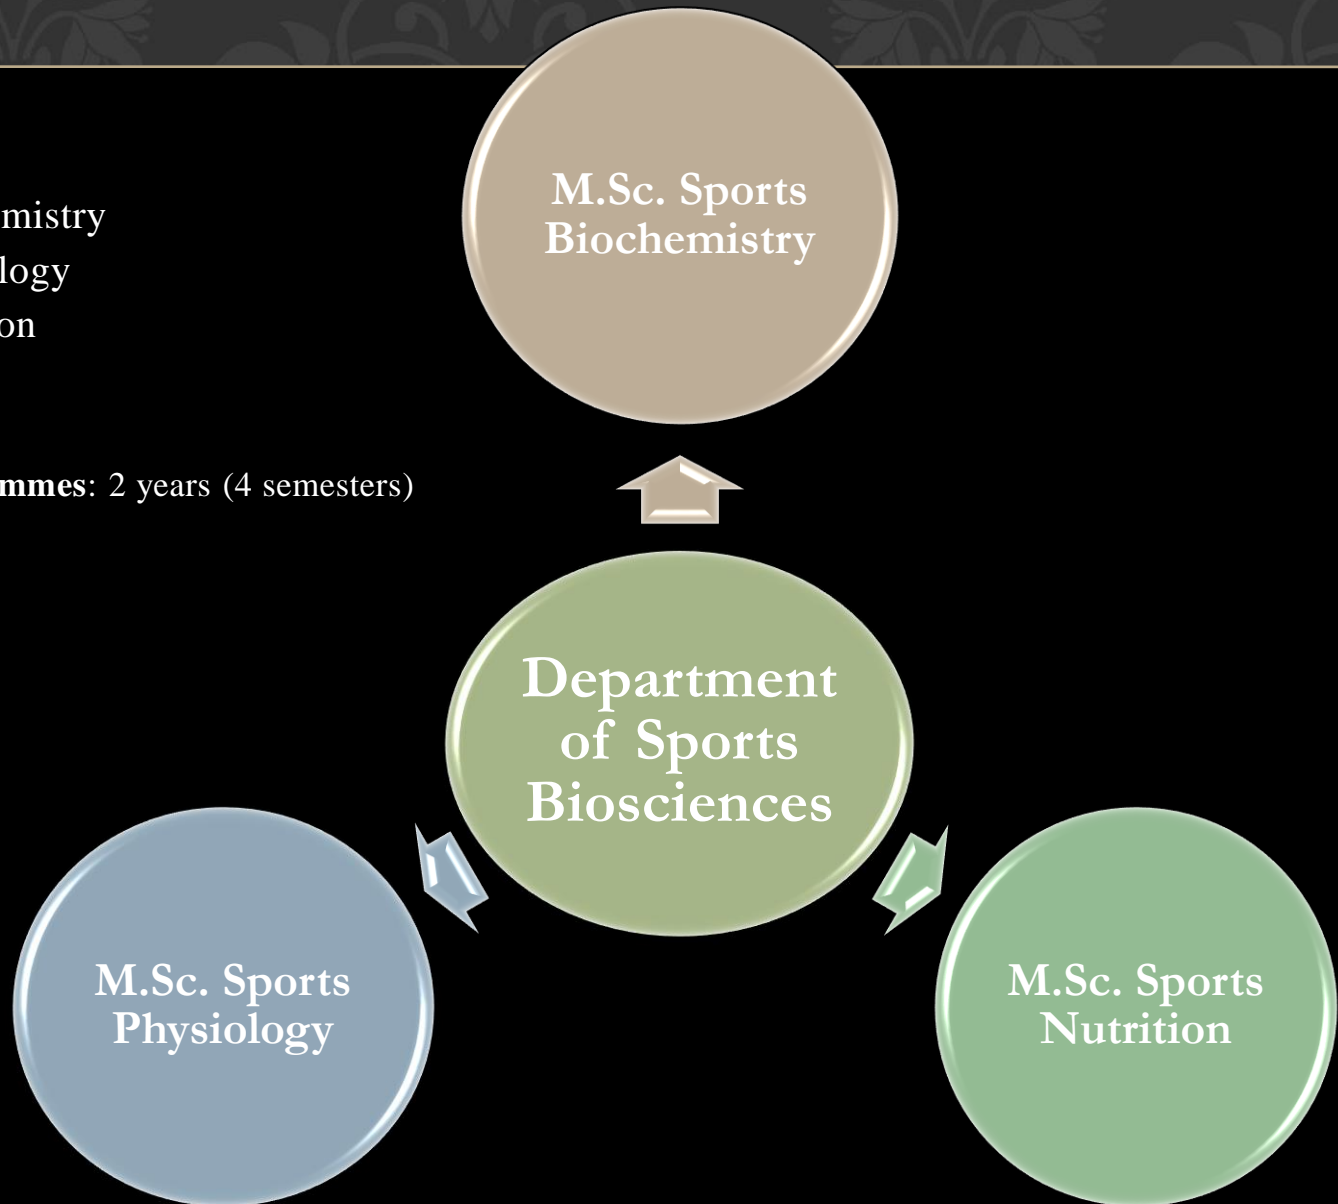 mistry
logy
on
mmes: 2 years (4 semesters)
M.Sc. Sports
Biochemistry
Department
of Sports
Biosciences
M.Sc. Sports
Physiology
M.Sc. Sports
Nutrition